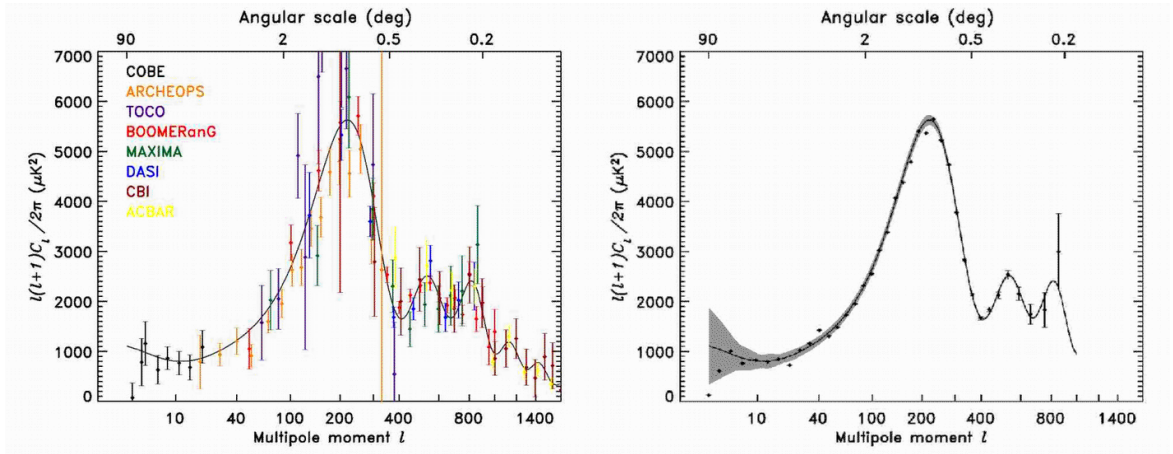 Angular scale (deg)
90 2 0.5 0.2
7000
6000
5000
4000
3000
2000
1000
0
l(l+1)Cl/2π (μK²)
COBE
ARCHEOPS
TOCO
BOOMERanG
MAXIMA
DASI
CBI
ACBAR
10 40 100 200 400 800 1400
Multipole moment l
Angular scale (deg)
90 2 0.5 0.2
7000
6000
5000
4000
3000
2000
1000
0
l(l+1)Cl/2π (μK²)
10 40 100 200 400 800 1400
Multipole moment l